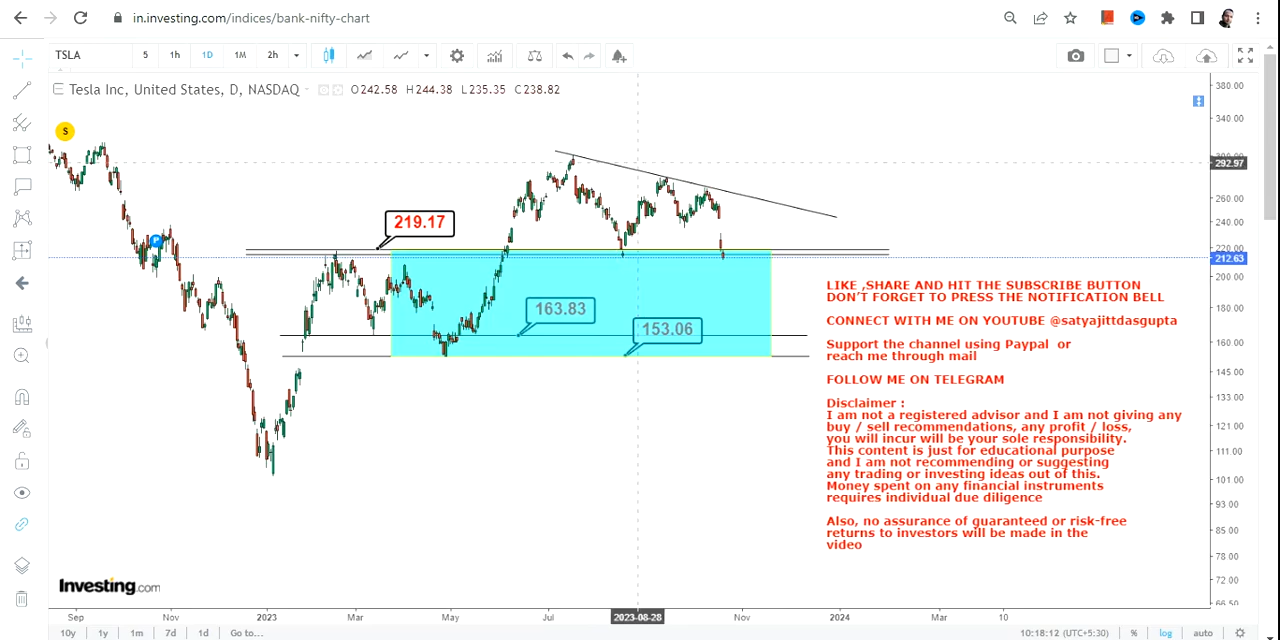 in.investing.com/indices/bank-nifty-chart
TSLA 5 1h 1D 1M 2h
Tesla Inc, United States, D, NASDAQ O242.58 H244.38 L235.35 C238.82
S
219.17
163.83
153.06
LIKE ,SHARE AND HIT THE SUBSCRIBE BUTTON
DON'T FORGET TO PRESS THE NOTIFICATION BELL
CONNECT WITH ME ON YOUTUBE @satyajittdasgupta
Support the channel using Paypal or
reach me through mail
FOLLOW ME ON TELEGRAM
Disclaimer :
I am not a registered advisor and I am not giving any
buy / sell recommendations, any profit / loss,
you will incur will be your sole responsibility.
This content is just for educational purpose
and I am not recommending or suggesting
any trading or investing ideas out of this.
Money spent on any financial instruments
requires individual due diligence
Also, no assurance of guaranteed or risk-free
returns to investors will be made in the
video
380.00
340.00
292.97
260.00
240.00
220.00
212.63
200.00
180.00
160.00
145.00
133.00
121.00
111.00
101.00
93.00
85.00
78.00
72.00
66.50
Investing.com
Sep Nov 2023 Mar May Jul 2023-08-28 Nov 2024 Mar 10
10y 1y 1m 7d 1d Go to... 10:18:12 (UTC+5:30) % log auto